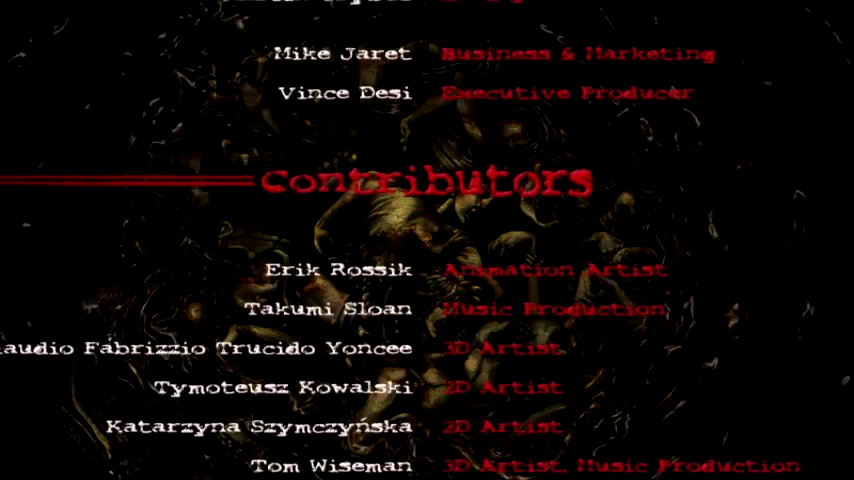 Mike Jaret Business & Marketing
Vince Desi Executive Producer
Contributors
Erik Rossik Animation Artist
Takumi Sloan Music Production
laudio Fabrizzio Trucido Yoncee 3D Artist
Tymoteusz Kowalski 2D Artist
Katarzyna Szymczyńska 2D Artist
Tom Wiseman 3D Artist, Music Production